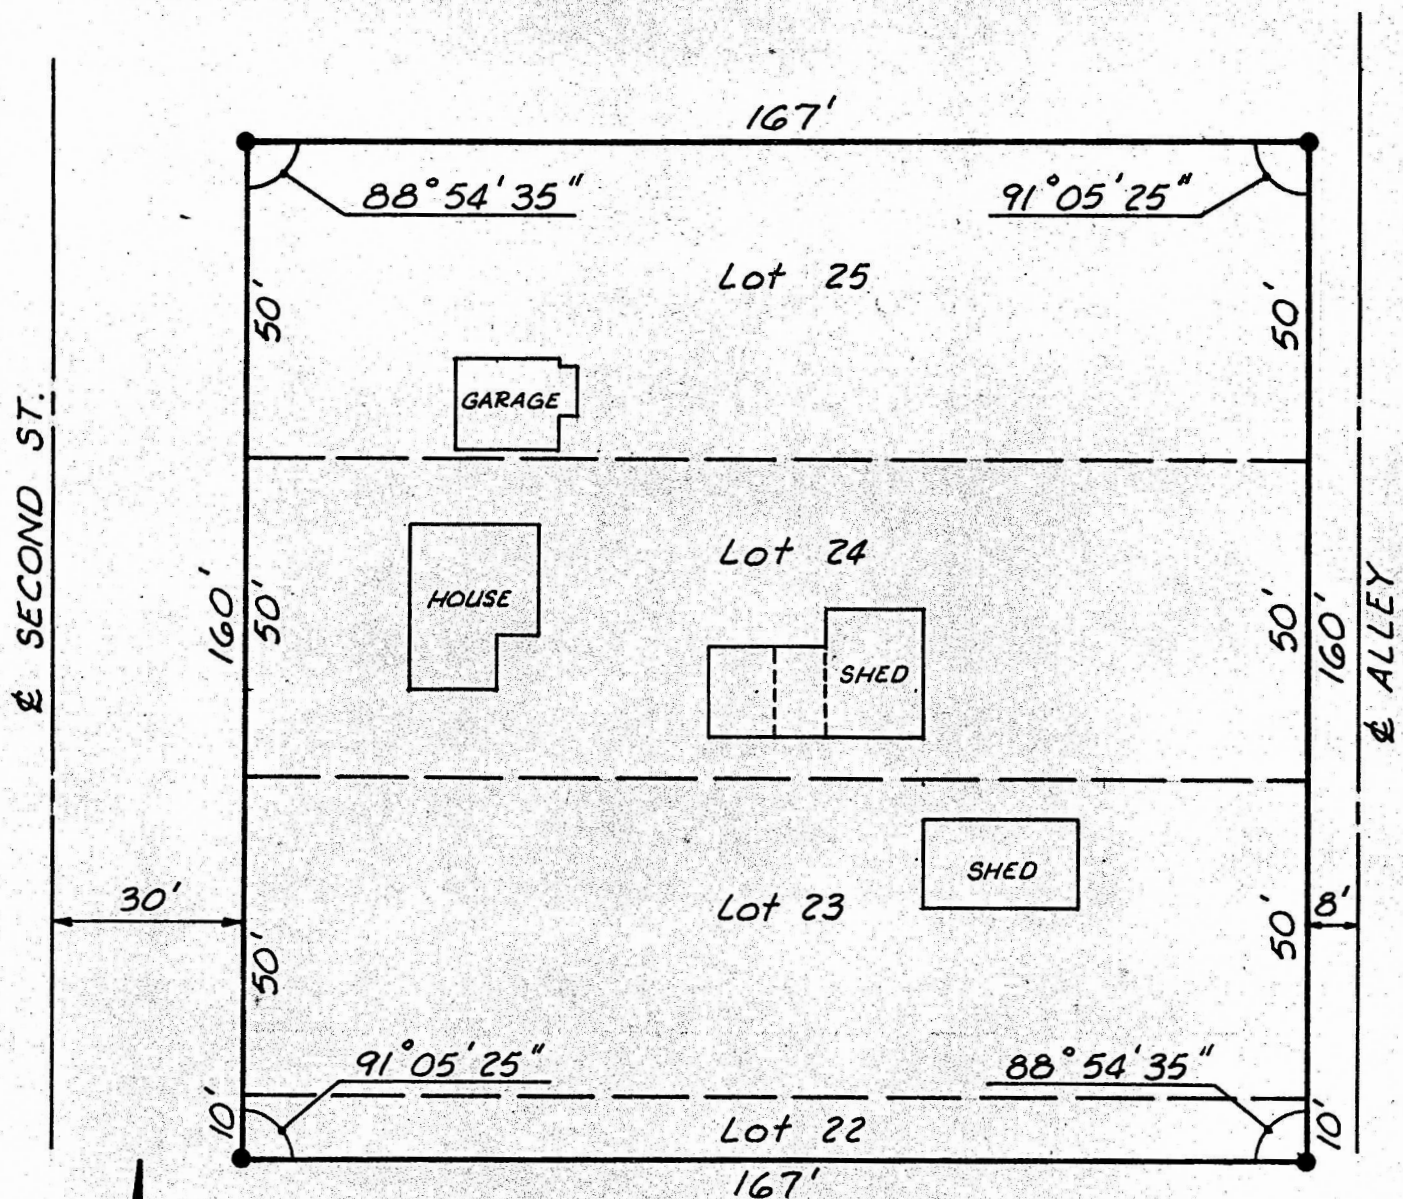 167'
88°54'35"
91°05'25"
Lot 25
50'
50'
GARAGE
℄ SECOND ST.
Lot 24
HOUSE
160'
50'
50'
160'
SHED
℄ ALLEY
SHED
30'
Lot 23
50'
50'
8'
91°05'25"
88°54'35"
10'
Lot 22
10'
167'